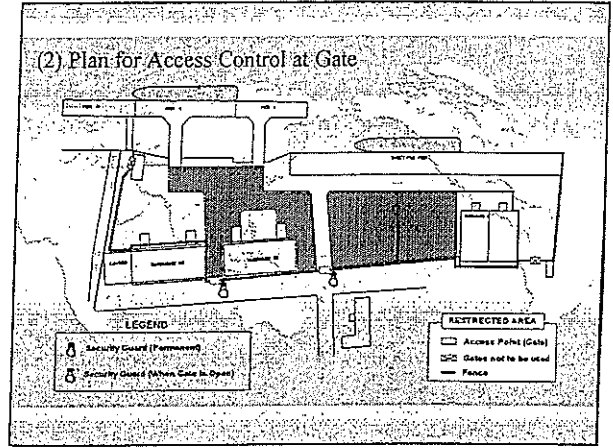 (2) Plan for Access Control at Gate
LEGEND
Security Guard (Permanent)
Security Guard (When Gate is Open)
RESTRECTED AREA
Access Point (Gate)
Gates not to be used
Fence